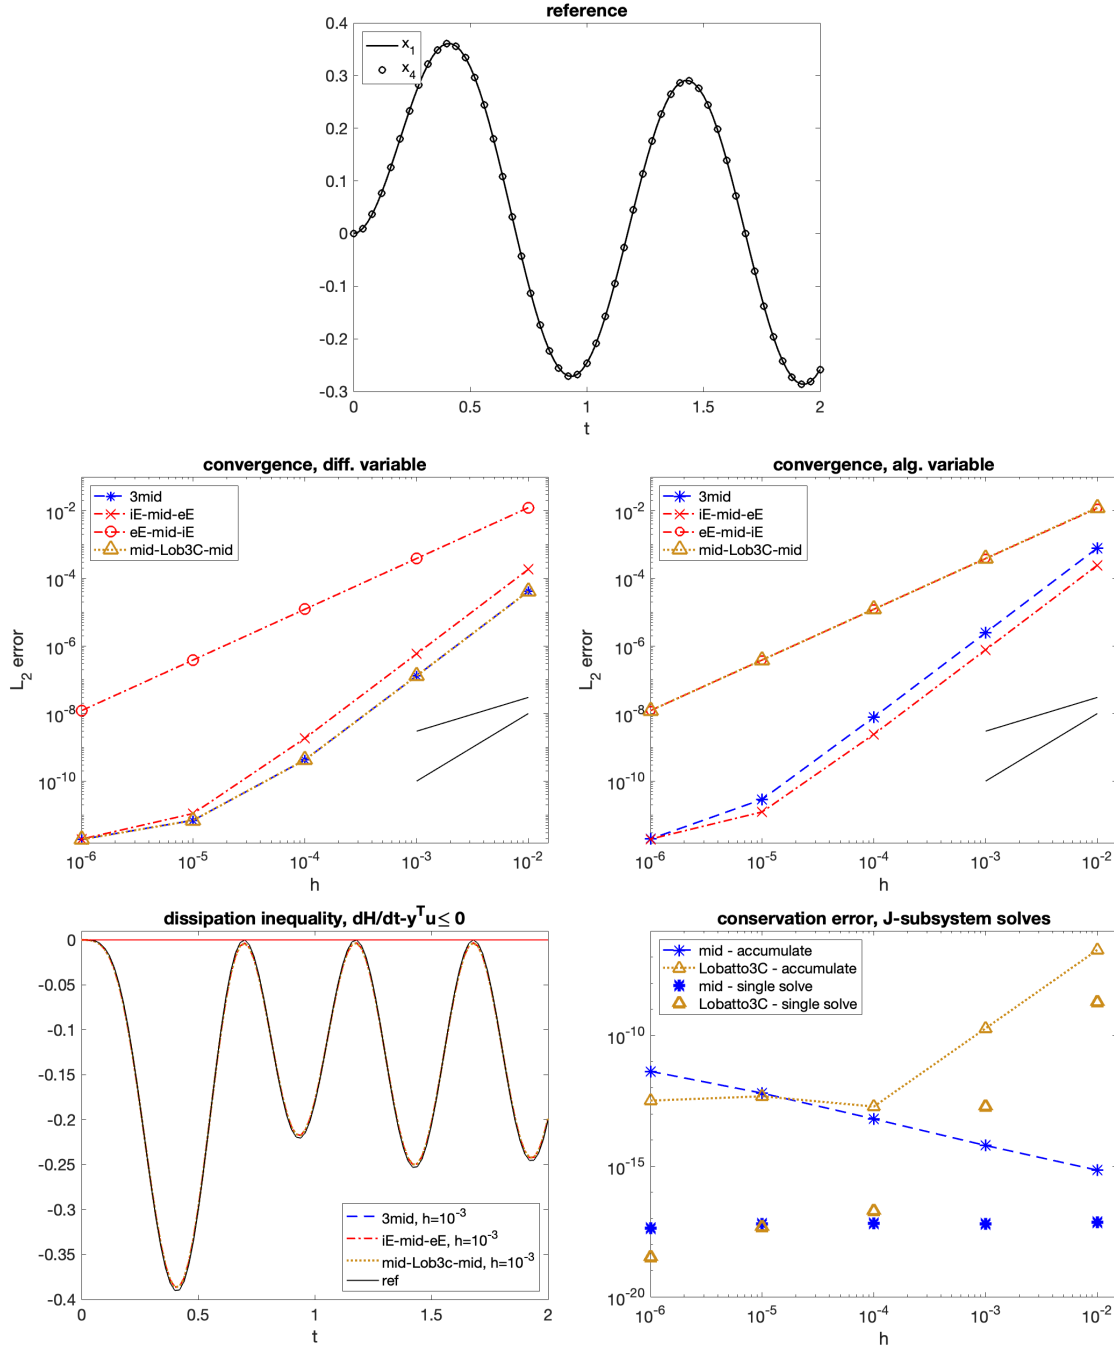 reference
x1
x4
0.4
0.3
0.2
0.1
0
-0.1
-0.2
-0.3
0 0.5 1 1.5 2
t
convergence, diff. variable
3mid
iE-mid-eE
eE-mid-iE
mid-Lob3C-mid
L2 error
10-2
10-4
10-6
10-8
10-10
10-6 10-5 10-4 10-3 10-2
h
convergence, alg. variable
3mid
iE-mid-eE
eE-mid-iE
mid-Lob3C-mid
L2 error
10-2
10-4
10-6
10-8
10-10
10-6 10-5 10-4 10-3 10-2
h
dissipation inequality, dH/dt-yTu≤ 0
0
-0.05
-0.1
-0.15
-0.2
-0.25
-0.3
-0.35
-0.4
3mid, h=10-3
iE-mid-eE, h=10-3
mid-Lob3c-mid, h=10-3
ref
0 0.5 1 1.5 2
t
conservation error, J-subsystem solves
mid - accumulate
Lobatto3C - accumulate
mid - single solve
Lobatto3C - single solve
10-10
10-15
10-20
10-6 10-5 10-4 10-3 10-2
h